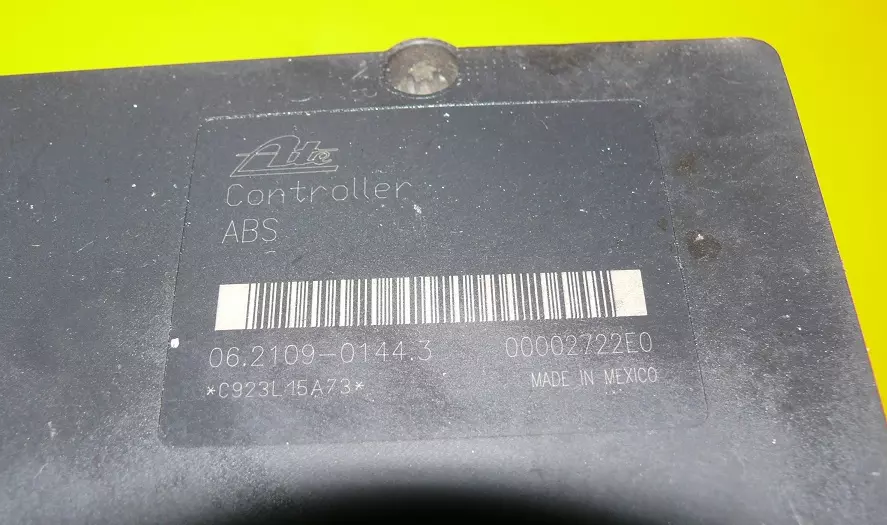 Ate
Controller
ABS
06.2109-0144.3 00002722E0
*C923L15A73* MADE IN MEXICO